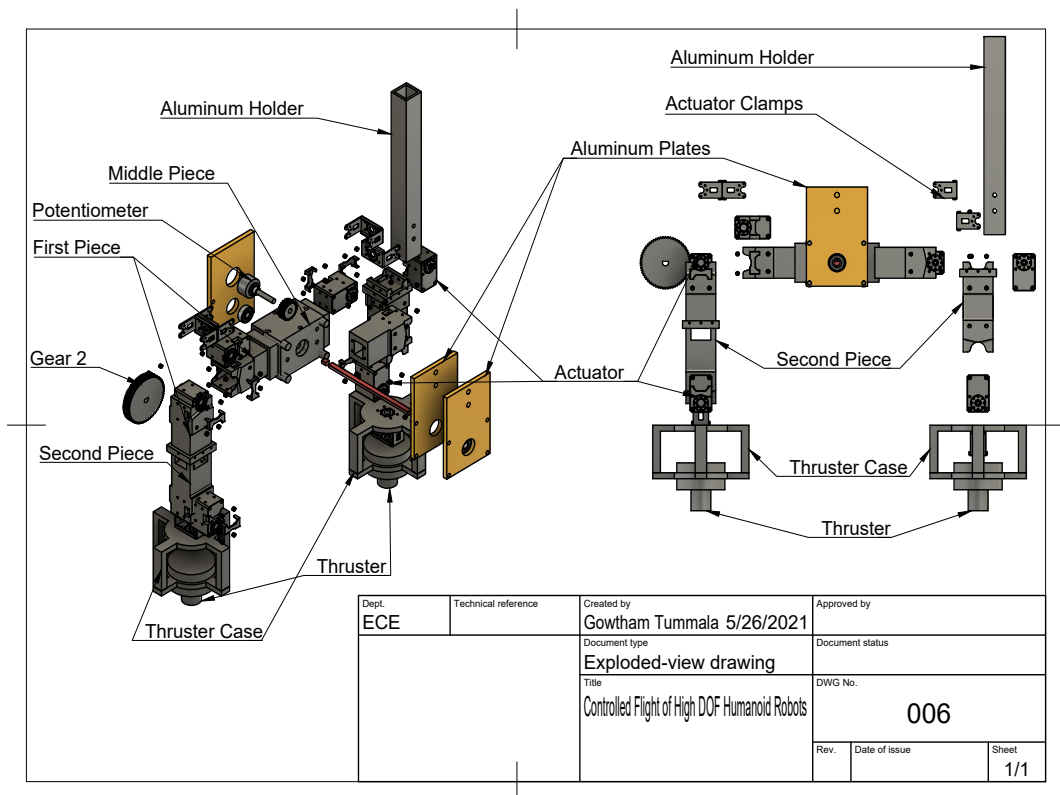 Aluminum Holder
Middle Piece
Potentiometer
First Piece
Gear 2
Second Piece
Thruster Case
Thruster
Actuator
Aluminum Plates
Aluminum Holder
Actuator Clamps
Second Piece
Thruster Case
Thruster
Dept.
ECE
Technical reference
Created by
Gowtham Tummala 5/26/2021
Approved by
Document type
Exploded-view drawing
Document status
Title
Controlled Flight of High DOF Humanoid Robots
DWG No.
006
Rev.
Date of issue
Sheet
1/1